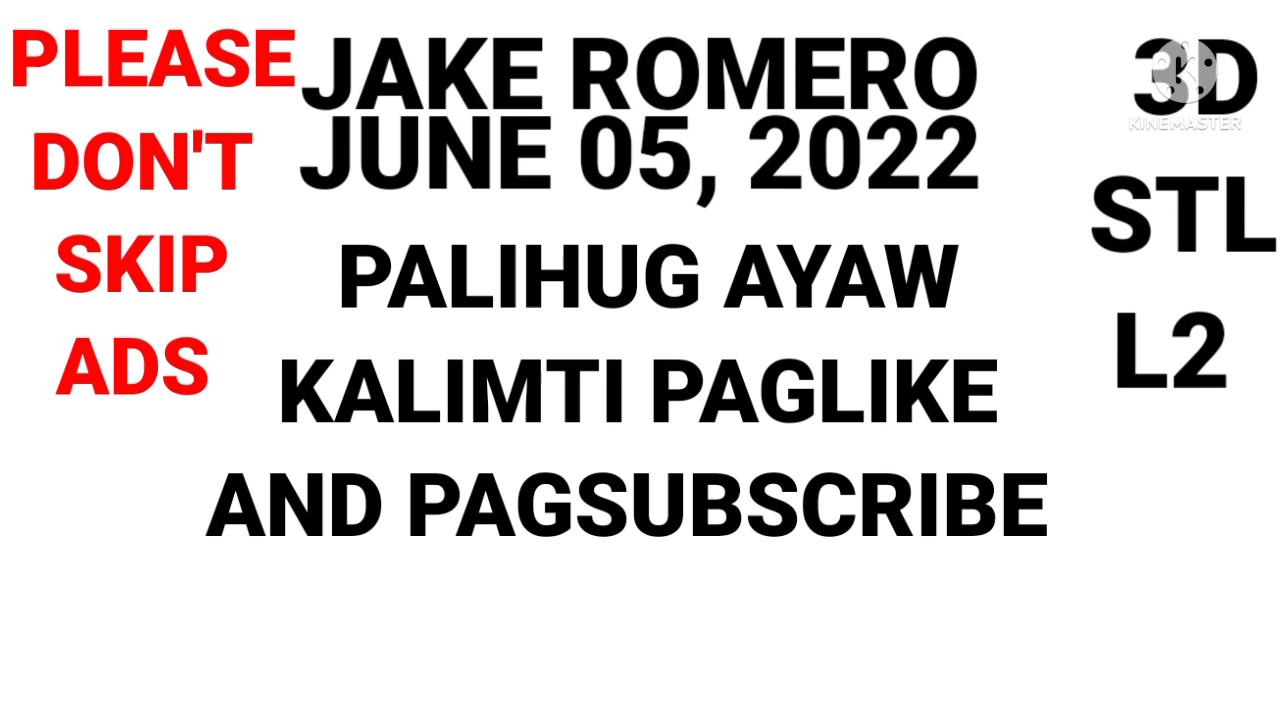 PLEASE
DON'T
SKIP
ADS
JAKE ROMERO
JUNE 05, 2022
PALIHUG AYAW
KALIMTI PAGLIKE
AND PAGSUBSCRIBE
3D
KINEMASTER
STL
L2